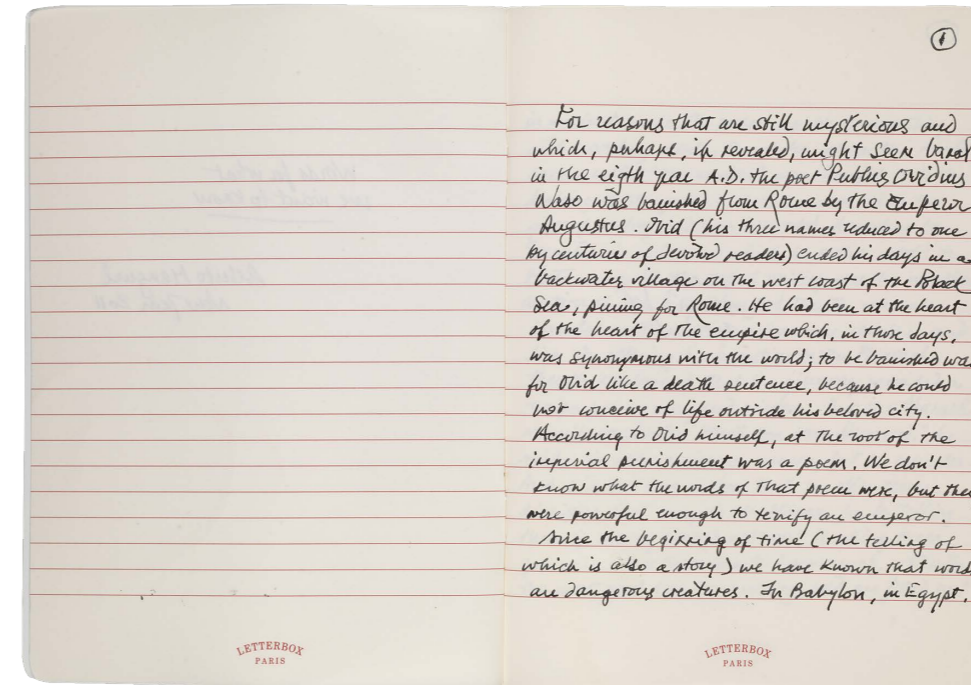 1
For reasons that are still mysterious and
which, perhaps, if revealed, might seem banal
in the eigth year A.D. the poet Publius Ovidius
Naso was banished from Rome by the Emperor
Augustus. Ovid (his three names reduced to one
by centuries of devoted readers) ended his days in a
backwater village on the west coast of the Black
Sea, pining for Rome. He had been at the heart
of the heart of the empire which, in those days,
was synonymous with the world; to be banished was
for Ovid like a death sentence, because he could
not conceive of life outside his beloved city.
According to Ovid himself, at the root of the
imperial punishment was a poem. We don't
know what the words of that poem were, but they
were powerful enough to terrify an emperor.
Since the beginning of time (the telling of
which is also a story) we have known that word
are dangerous creatures. In Babylon, in Egypt,
LETTERBOX
PARIS
LETTERBOX
PARIS